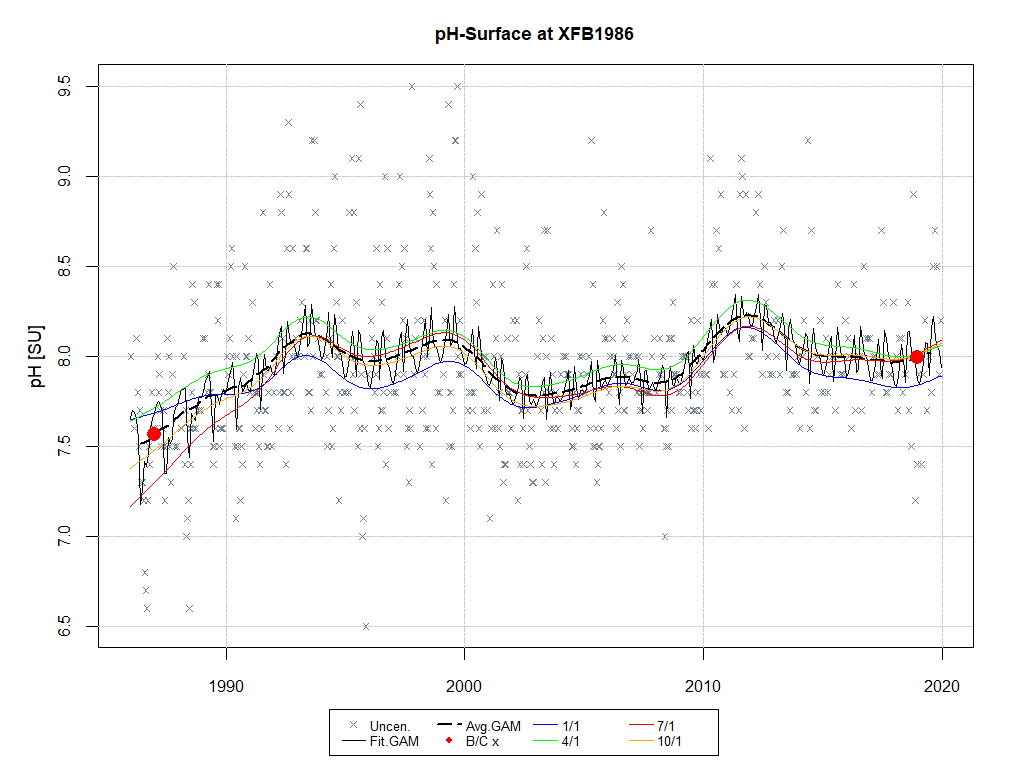 pH-Surface at XFB1986
9.5
9.0
8.5
8.0
7.5
7.0
6.5
pH [SU]
1990 2000 2010 2020
Uncen. Avg.GAM 1/1 7/1
Fit.GAM B/C x 4/1 10/1